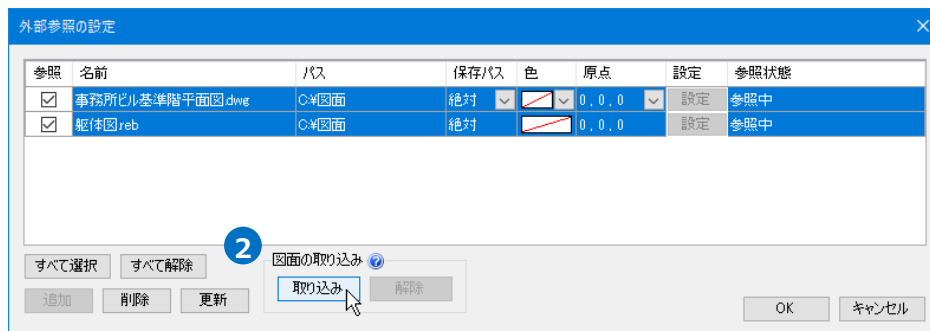 外部参照の設定
参照 名前 パス 保存パス 色 原点 設定 参照状態
事務所ビル基準階平面図.dwg C:¥図面 絶対 0, 0, 0 設定 参照中
躯体図.reb C:¥図面 絶対 0, 0, 0 設定 参照中
2
すべて選択 すべて解除 図面の取り込み ?
追加 削除 更新 取り込み 解除
OK キャンセル